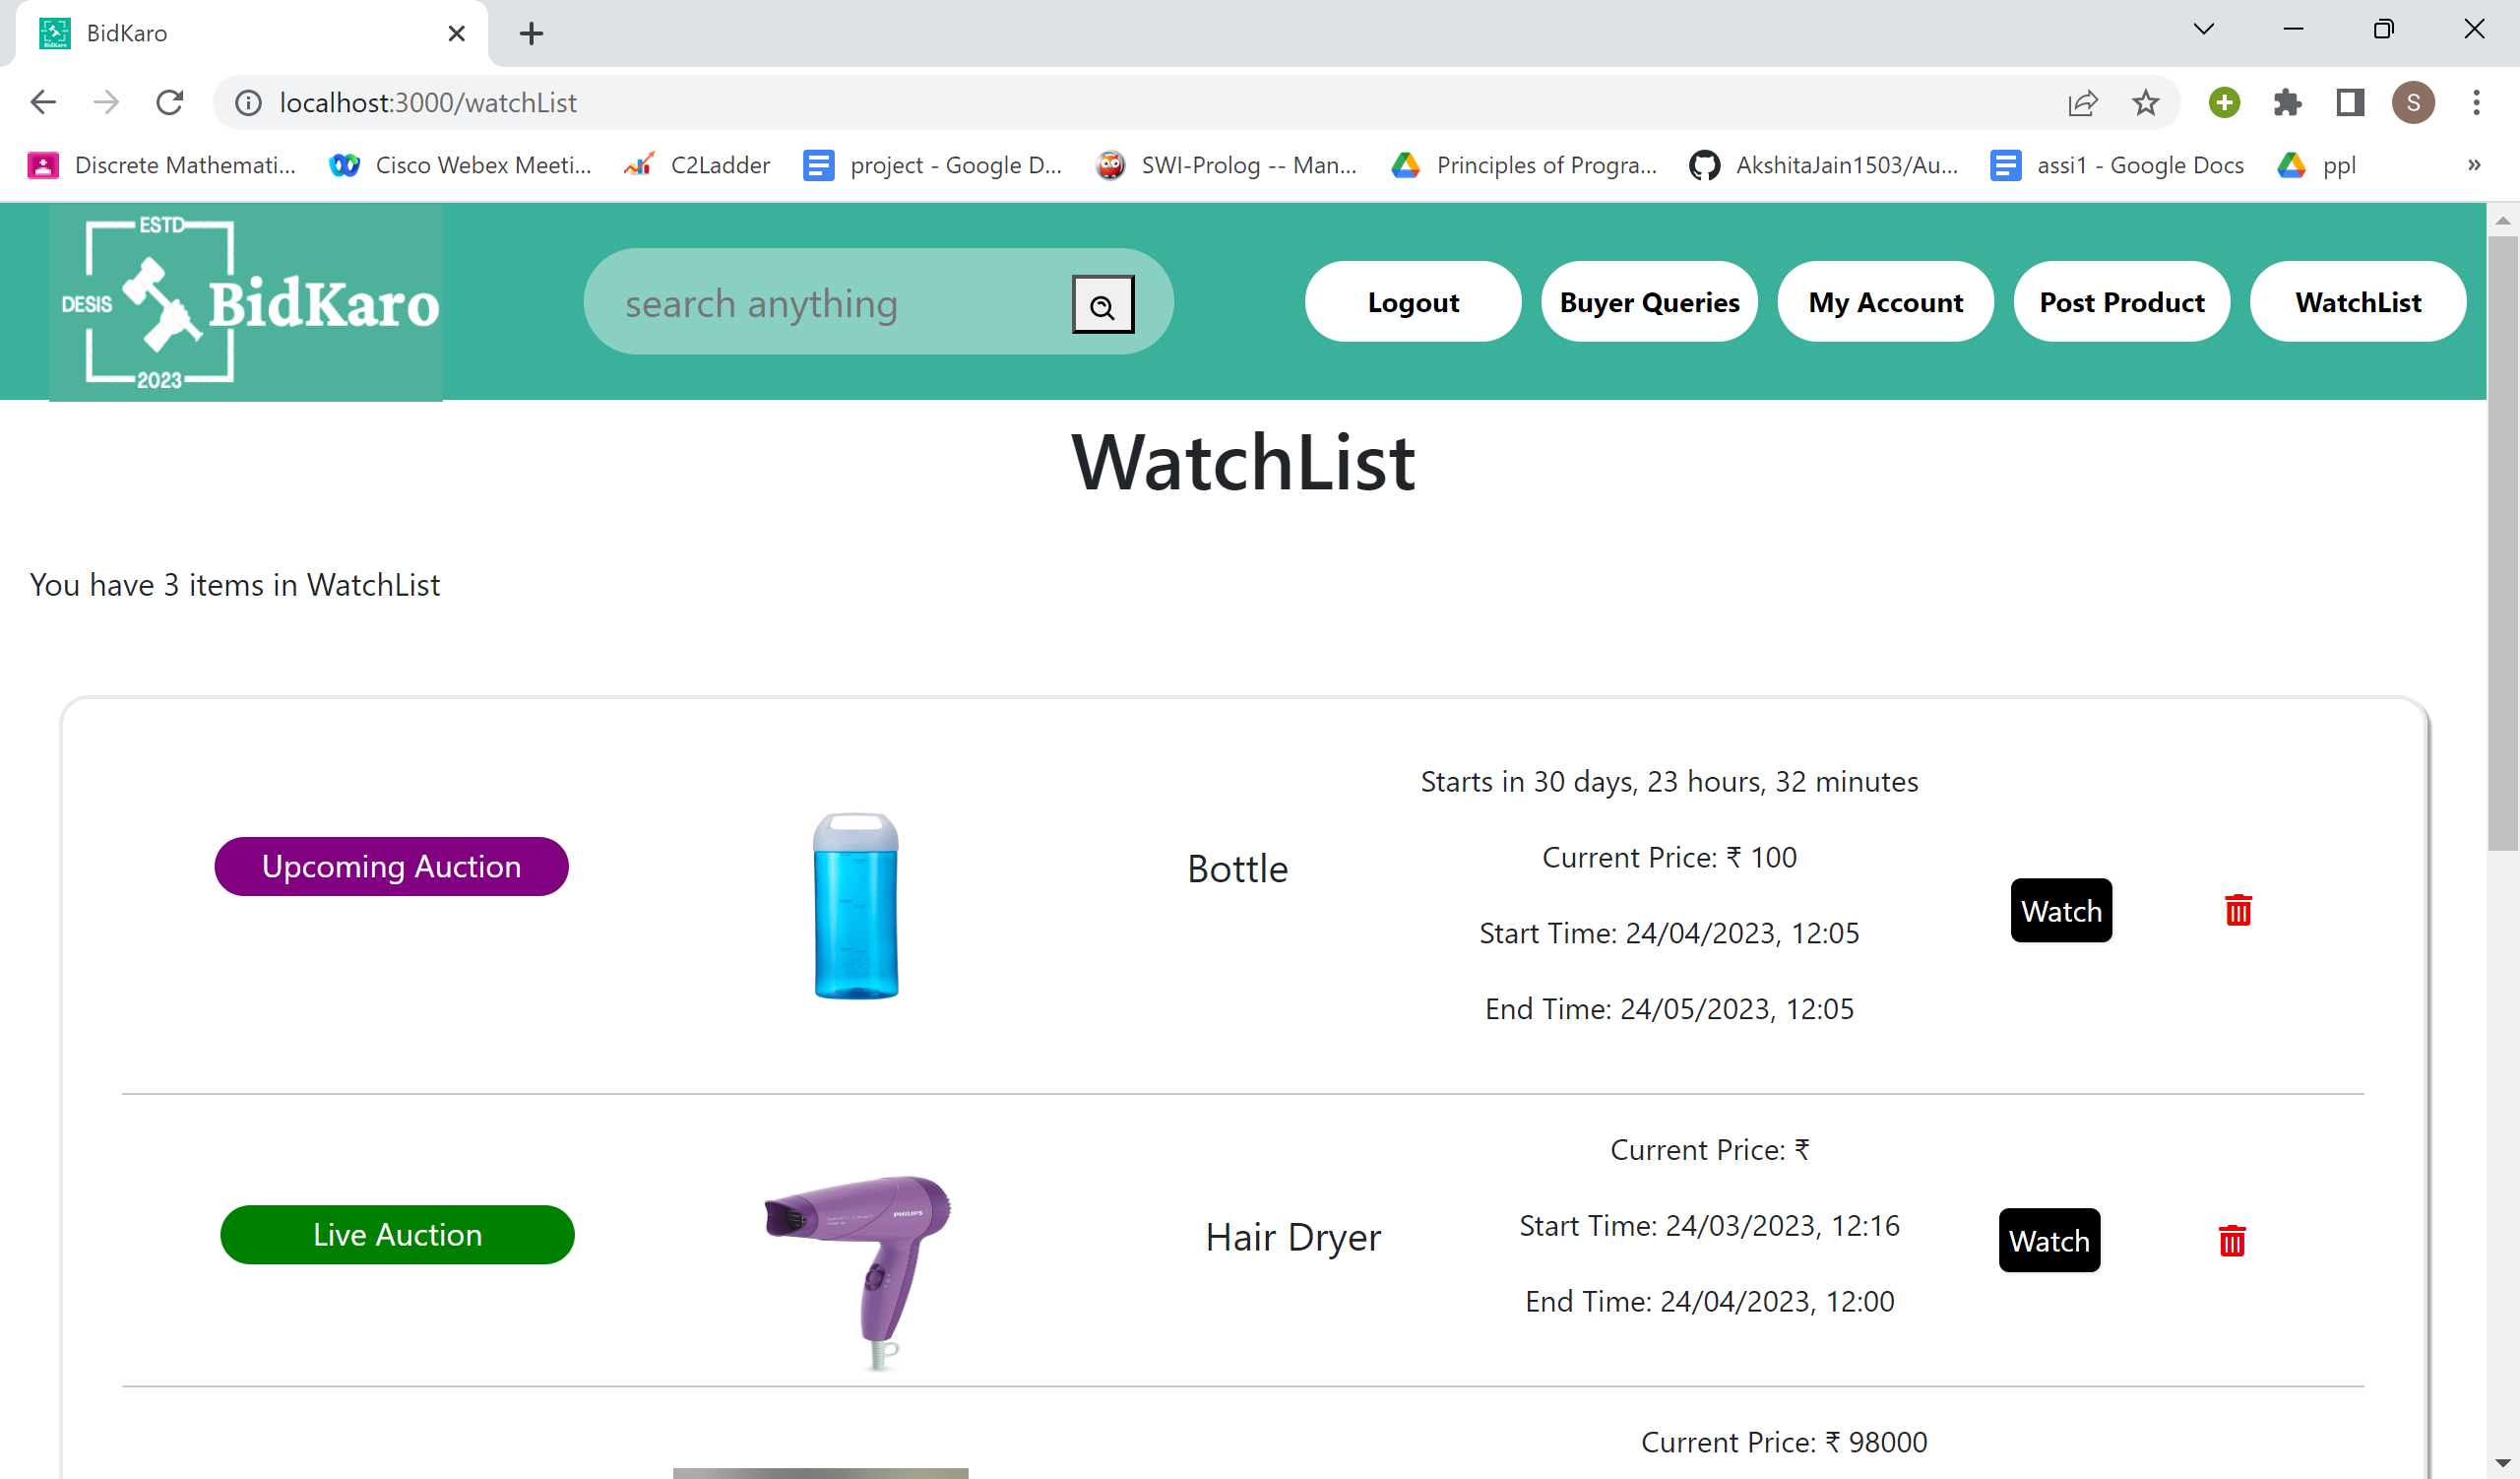 BidKaro
localhost:3000/watchList
S
Discrete Mathemati...
Cisco Webex Meeti...
C2Ladder
project - Google D...
SWI-Prolog -- Man...
Principles of Progra...
AkshitaJain1503/Au...
assi1 - Google Docs
ppl
»
ESTD
DESIS
BidKaro
2023
search anything
Logout
Buyer Queries
My Account
Post Product
WatchList
WatchList
You have 3 items in WatchList
Upcoming Auction
Bottle
Starts in 30 days, 23 hours, 32 minutes
Current Price: ₹ 100
Start Time: 24/04/2023, 12:05
End Time: 24/05/2023, 12:05
Watch
Live Auction
PHILIPS
Hair Dryer
Current Price: ₹
Start Time: 24/03/2023, 12:16
End Time: 24/04/2023, 12:00
Watch
Current Price: ₹ 98000